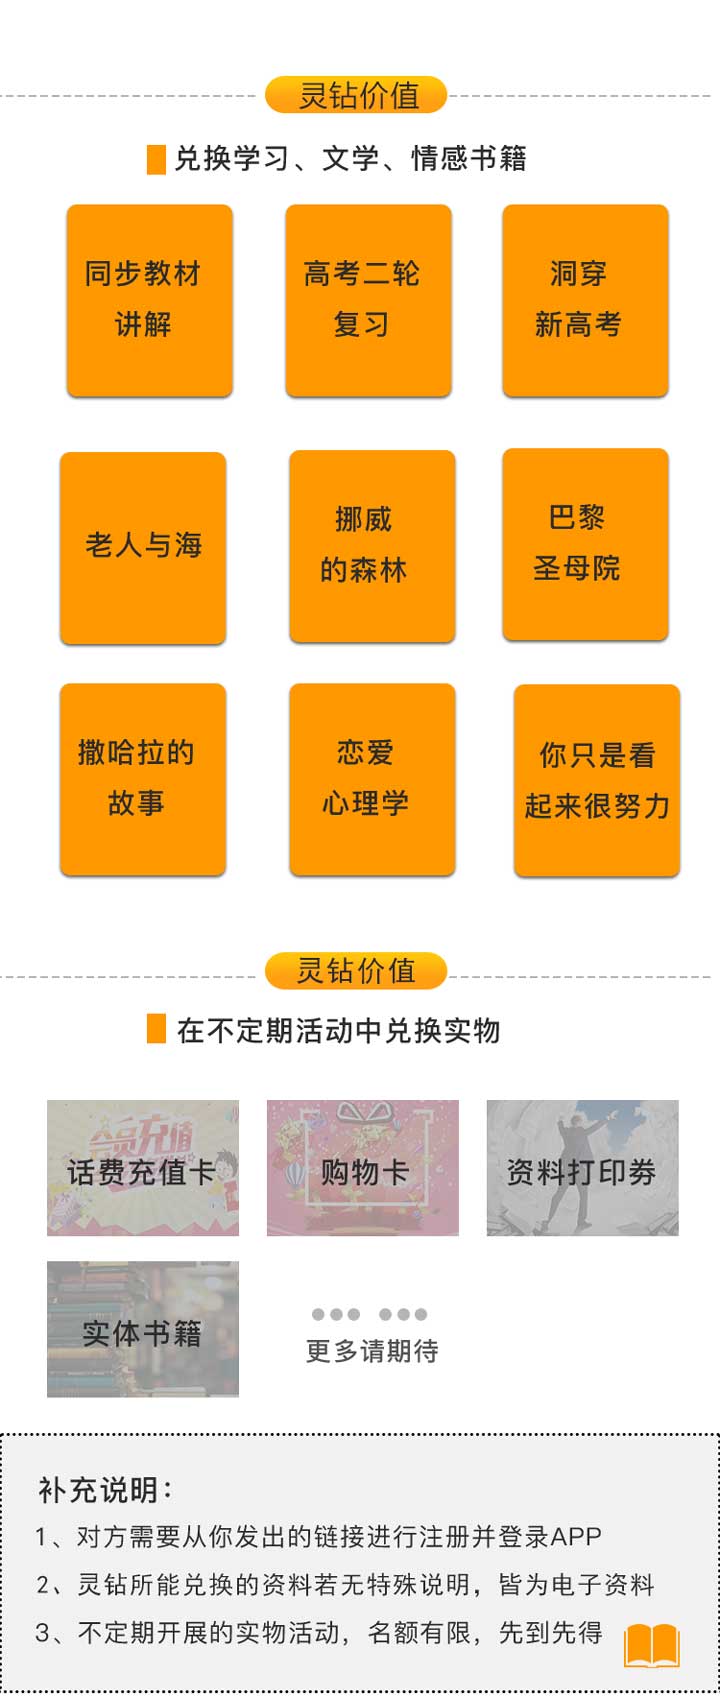 灵钻价值
兑换学习、文学、情感书籍
同步教材
讲解
高考二轮
复习
洞穿
新高考
老人与海
挪威
的森林
巴黎
圣母院
撒哈拉的
故事
恋爱
心理学
你只是看
起来很努力
灵钻价值
在不定期活动中兑换实物
会员充值
话费充值卡
购物卡
资料打印券
实体书籍
更多请期待
补充说明：
1、对方需要从你发出的链接进行注册并登录APP
2、灵钻所能兑换的资料若无特殊说明，皆为电子资料
3、不定期开展的实物活动，名额有限，先到先得